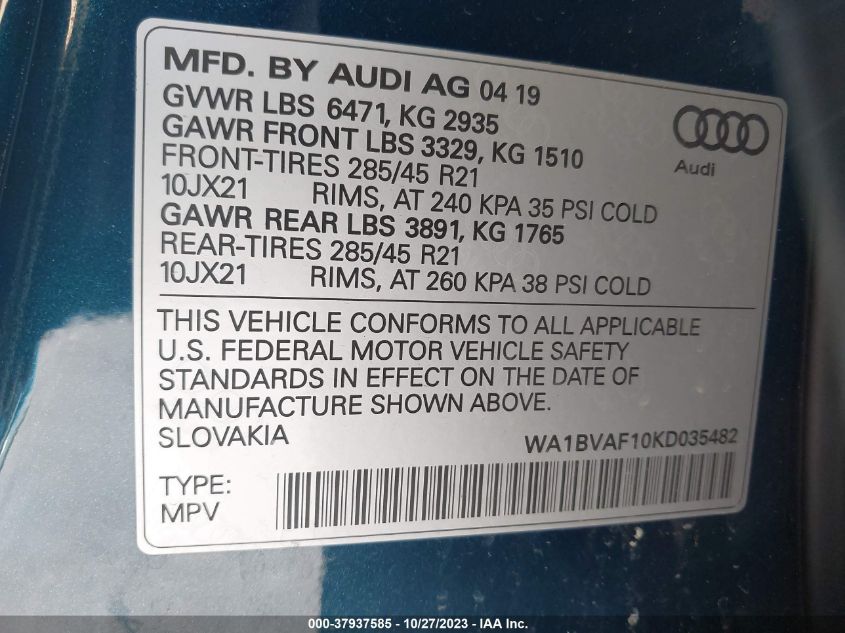 MFD. BY AUDI AG 04 19
GVWR LBS 6471, KG 2935
GAWR FRONT LBS 3329, KG 1510
FRONT-TIRES 285/45 R21
10JX21 RIMS, AT 240 KPA 35 PSI COLD
GAWR REAR LBS 3891, KG 1765
REAR-TIRES 285/45 R21
10JX21 RIMS, AT 260 KPA 38 PSI COLD
Audi
THIS VEHICLE CONFORMS TO ALL APPLICABLE
U.S. FEDERAL MOTOR VEHICLE SAFETY
STANDARDS IN EFFECT ON THE DATE OF
MANUFACTURE SHOWN ABOVE.
SLOVAKIA
WA1BVAF10KD035482
TYPE:
MPV
000-37937585 - 10/27/2023 - IAA Inc.